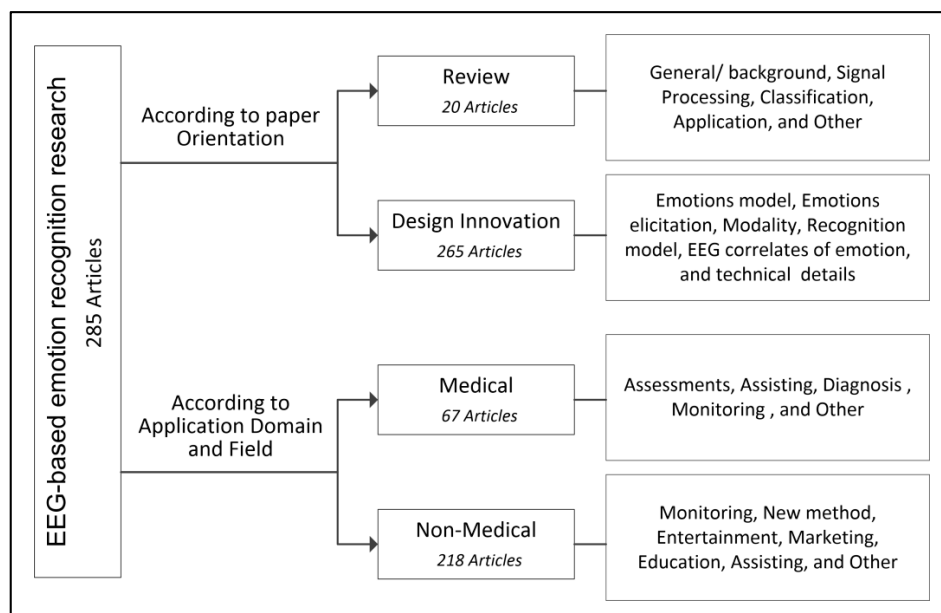 EEG-based emotion recognition research
285 Articles
According to paper
Orientation
Review
20 Articles
General/ background, Signal
Processing, Classification,
Application, and Other
Design Innovation
265 Articles
Emotions model, Emotions
elicitation, Modality, Recognition
model, EEG correlates of emotion,
and technical details
According to
Application Domain
and Field
Medical
67 Articles
Assessments, Assisting, Diagnosis ,
Monitoring , and Other
Non-Medical
218 Articles
Monitoring, New method,
Entertainment, Marketing,
Education, Assisting, and Other